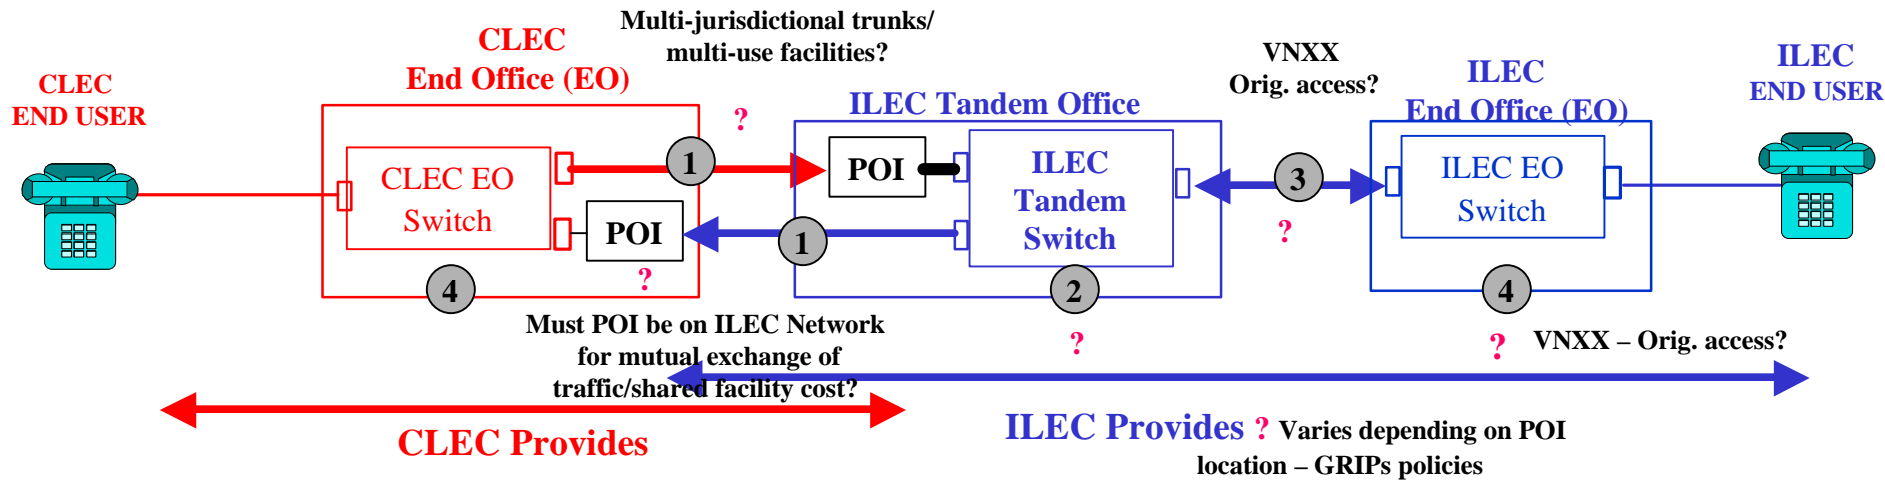 Multi-jurisdictional trunks/
multi-use facilities?
CLEC
End Office (EO)
VNXX
Orig. access?
ILEC
End Office (EO)
CLEC
END USER
ILEC
END USER
ILEC Tandem Office
?
1
POI
CLEC EO
Switch
POI
1
ILEC
Tandem
Switch
3
?
ILEC EO
Switch
?
4
2
4
Must POI be on ILEC Network
for mutual exchange of
traffic/shared facility cost?
?
?
VNXX – Orig. access?
CLEC Provides
ILEC Provides ? Varies depending on POI
location – GRIPs policies